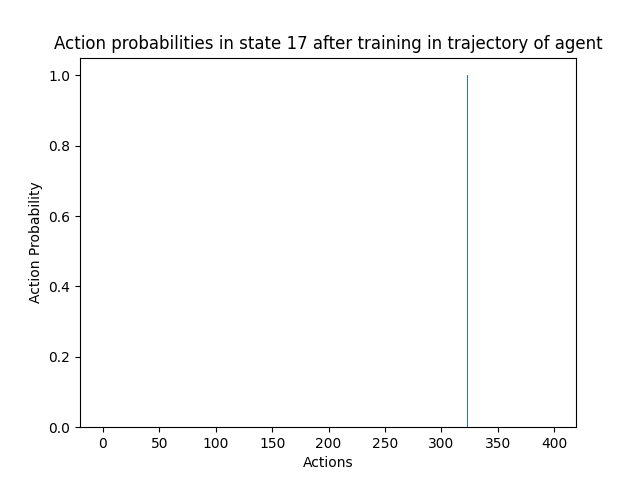 Action probabilities in state 17 after training in trajectory of agent
Action Probability
1.0
0.8
0.6
0.4
0.2
0.0
0 50 100 150 200 250 300 350 400
Actions